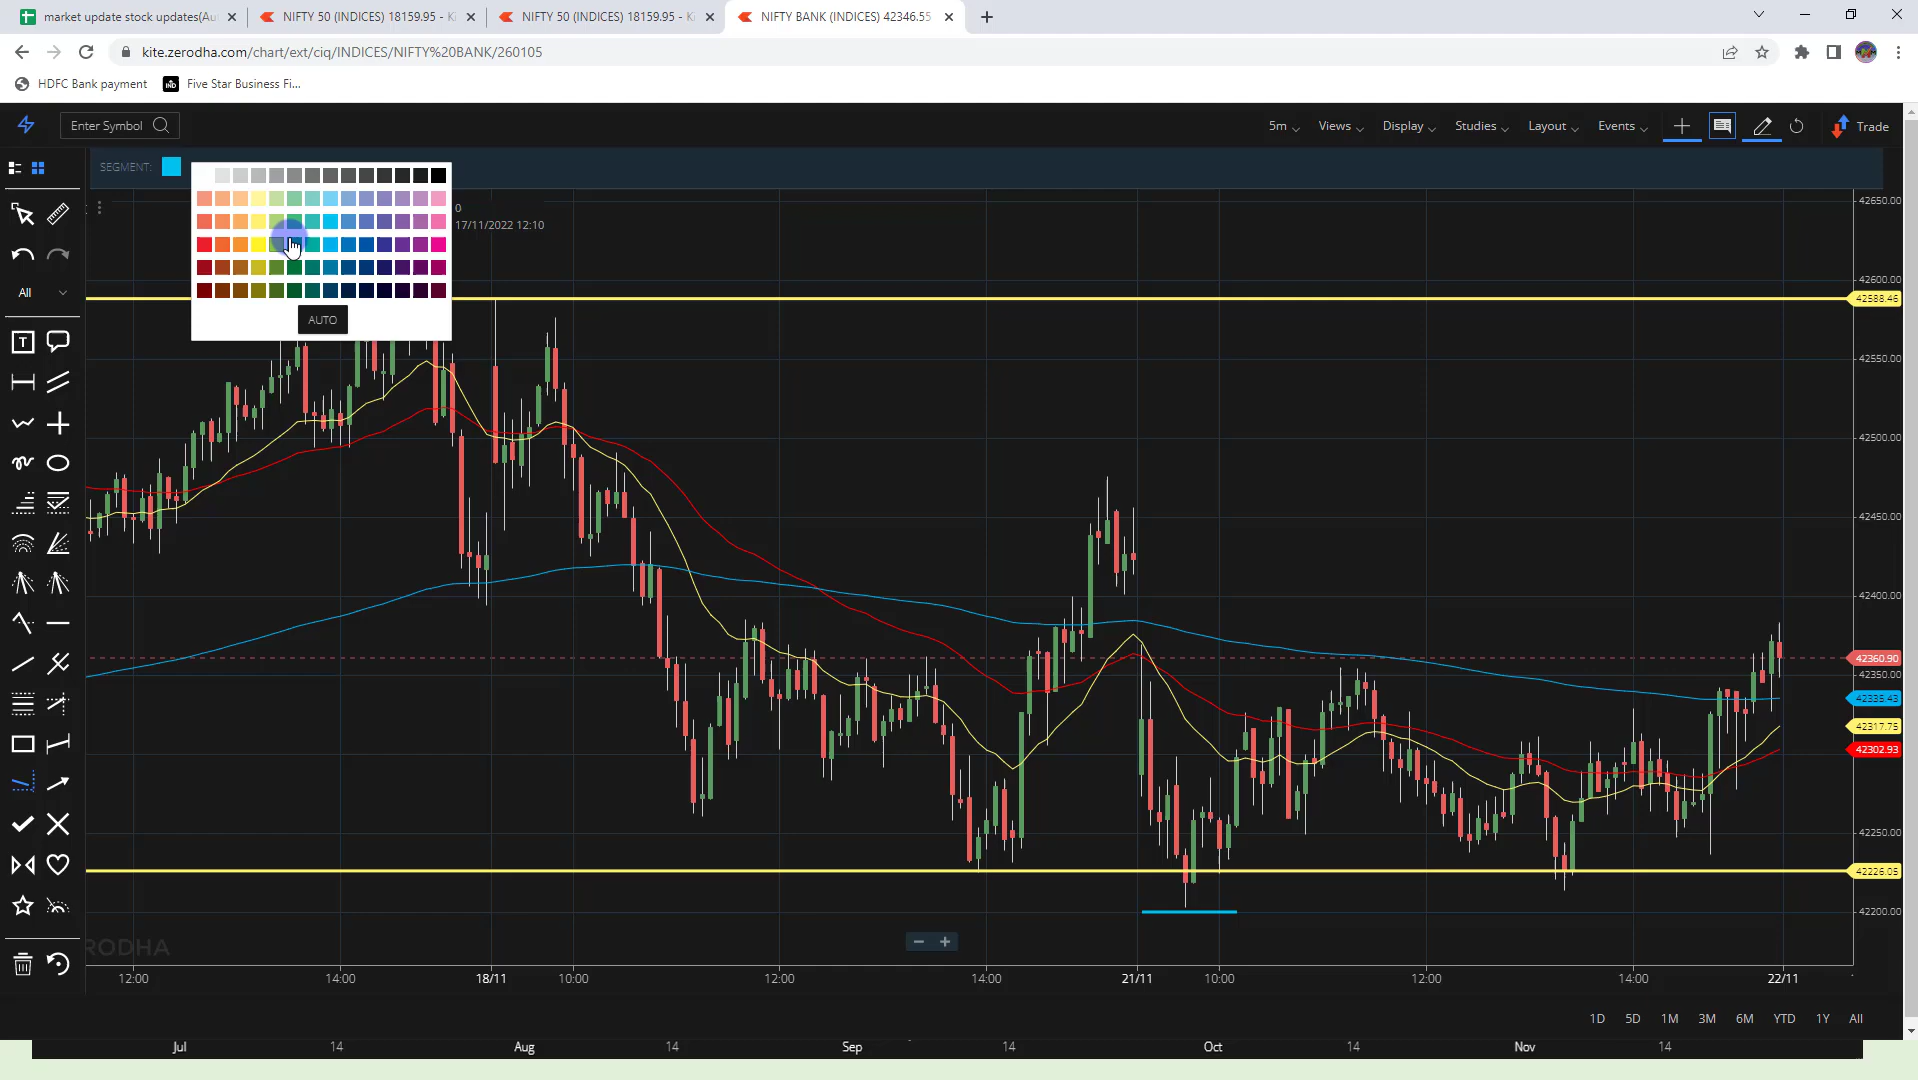 market update stock updates(Au
NIFTY 50 (INDICES) 18159.95 - Ki
NIFTY 50 (INDICES) 18159.95 - Ki
NIFTY BANK (INDICES) 42346.55
kite.zerodha.com/chart/ext/ciq/INDICES/NIFTY%20BANK/260105
HDFC Bank payment
IND
Five Star Business Fi...
Enter Symbol
5m
Views
Display
Studies
Layout
Events
Trade
SEGMENT:
0
17/11/2022 12:10
AUTO
All
T
42650.00
42600.00
42588.46
42550.00
42500.00
42450.00
42400.00
42360.90
42350.00
42335.43
42317.75
42302.93
42250.00
42226.05
42200.00
RODHA
12:00
14:00
18/11
10:00
12:00
14:00
21/11
10:00
12:00
14:00
22/11
1D
5D
1M
3M
6M
YTD
1Y
All
Jul
14
Aug
14
Sep
14
Oct
14
Nov
14